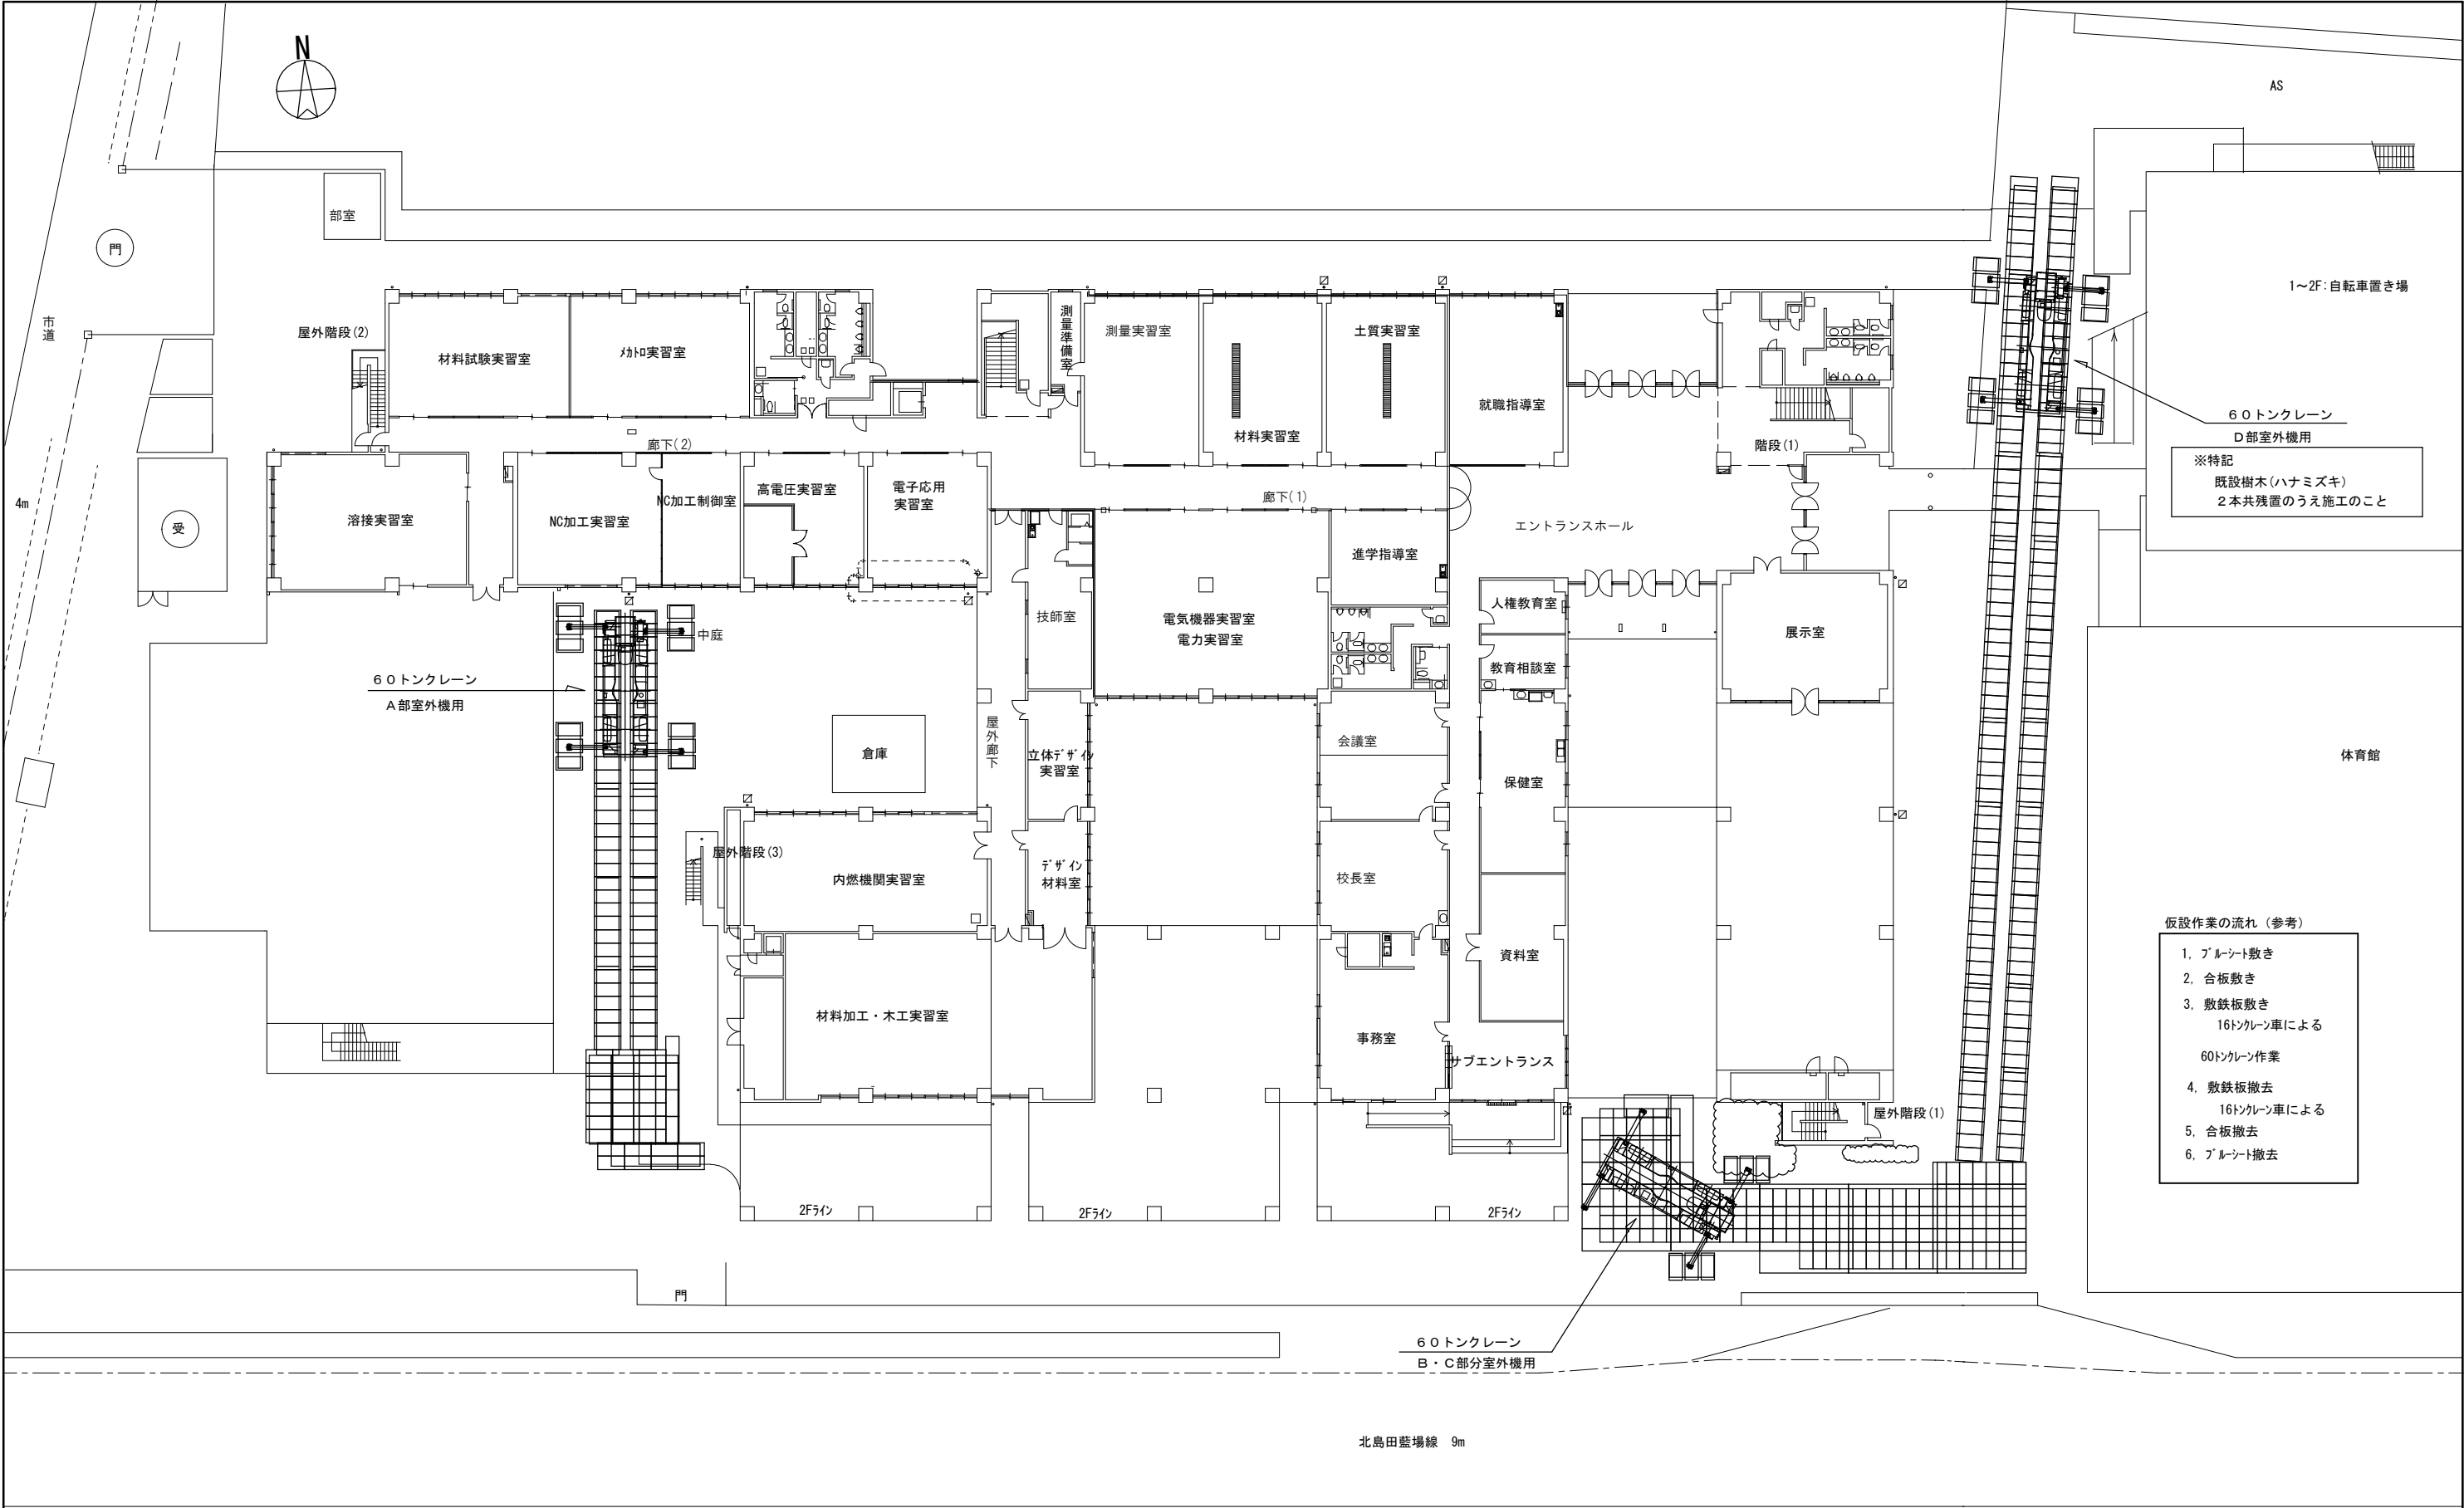 N
AS
部室
門
1~2F:自転車置き場
市道
屋外階段(2)
材料試験実習室
ﾒｶﾄﾛ実習室
測量準備室
測量実習室
土質実習室
材料実習室
就職指導室
階段(1)
60トンクレーン
D部室外機用
※特記
既設樹木(ハナミズキ)
2本共残置のうえ施工のこと
廊下(2)
4m
受
溶接実習室
NC加工実習室
NC加工制御室
高電圧実習室
電子応用
実習室
廊下(1)
エントランスホール
進学指導室
技師室
電気機器実習室
電力実習室
人権教育室
教育相談室
展示室
中庭
60トンクレーン
A部室外機用
倉庫
屋外廊下
立体ﾃﾞｻﾞｲﾝ
実習室
会議室
保健室
体育館
屋外階段(3)
内燃機関実習室
ﾃﾞｻﾞｲﾝ
材料室
校長室
資料室
材料加工・木工実習室
事務室
サブエントランス
屋外階段(1)
仮設作業の流れ (参考)
1, ﾌﾞﾙｰｼｰﾄ敷き
2, 合板敷き
3, 敷鉄板敷き
16ﾄﾝｸﾚｰﾝ車による
60ﾄﾝｸﾚｰﾝ作業
4, 敷鉄板撤去
16ﾄﾝｸﾚｰﾝ車による
5, 合板撤去
6, ﾌﾞﾙｰｼｰﾄ撤去
2Fﾗｲﾝ
2Fﾗｲﾝ
2Fﾗｲﾝ
門
60トンクレーン
B・C部分室外機用
北島田藍場線 9m